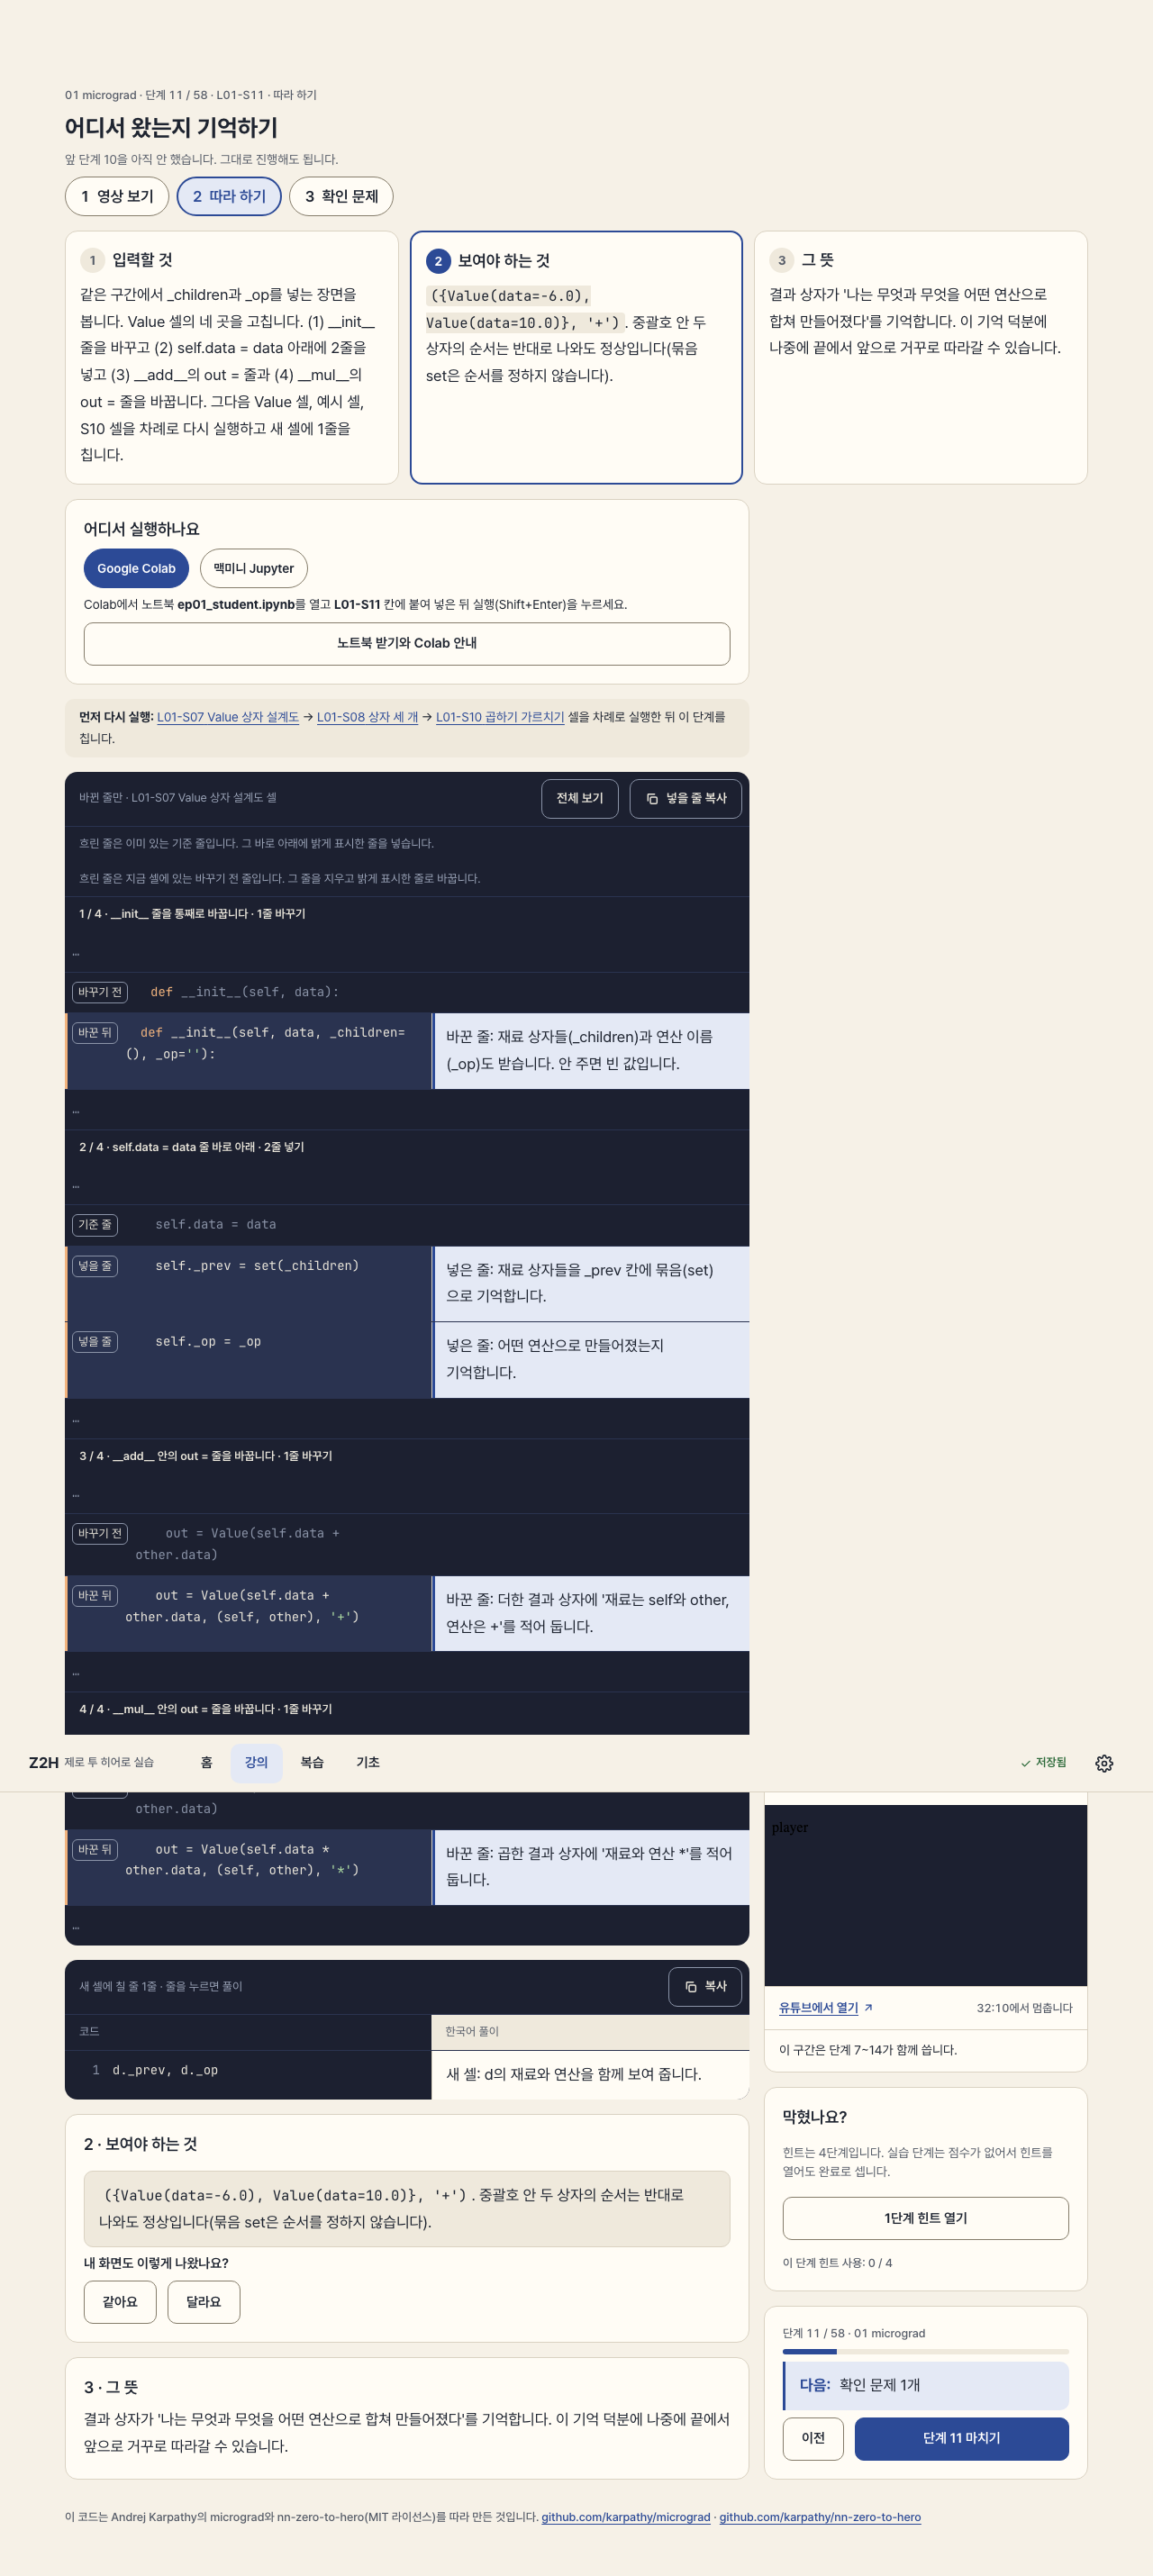 01 micrograd · 단계 11 / 58 · L01-S11 · 따라 하기
어디서 왔는지 기억하기
앞 단계 10을 아직 안 했습니다. 그대로 진행해도 됩니다.
1 영상 보기
2 따라 하기
3 확인 문제
1 입력할 것
같은 구간에서 _children과 _op를 넣는 장면을
봅니다. Value 셀의 네 곳을 고칩니다. (1) __init__
줄을 바꾸고 (2) self.data = data 아래에 2줄을
넣고 (3) __add__의 out = 줄과 (4) __mul__의
out = 줄을 바꿉니다. 그다음 Value 셀, 예시 셀,
S10 셀을 차례로 다시 실행하고 새 셀에 1줄을
칩니다.
2 보여야 하는 것
({Value(data=-6.0),
Value(data=10.0)}, '+') . 중괄호 안 두
상자의 순서는 반대로 나와도 정상입니다(묶음
set은 순서를 정하지 않습니다).
3 그 뜻
결과 상자가 '나는 무엇과 무엇을 어떤 연산으로
합쳐 만들어졌다'를 기억합니다. 이 기억 덕분에
나중에 끝에서 앞으로 거꾸로 따라갈 수 있습니다.
어디서 실행하나요
Google Colab
맥미니 Jupyter
Colab에서 노트북 ep01_student.ipynb를 열고 L01-S11 칸에 붙여 넣은 뒤 실행(Shift+Enter)을 누르세요.
노트북 받기와 Colab 안내
먼저 다시 실행: L01-S07 Value 상자 설계도 → L01-S08 상자 세 개 → L01-S10 곱하기 가르치기 셀을 차례로 실행한 뒤 이 단계를
칩니다.
바뀐 줄만 · L01-S07 Value 상자 설계도 셀
전체 보기
넣을 줄 복사
흐린 줄은 이미 있는 기준 줄입니다. 그 바로 아래에 밝게 표시한 줄을 넣습니다.
흐린 줄은 지금 셀에 있는 바꾸기 전 줄입니다. 그 줄을 지우고 밝게 표시한 줄로 바꿉니다.
1 / 4 · __init__ 줄을 통째로 바꿉니다 · 1줄 바꾸기
…
바꾸기 전 def __init__(self, data):
바꾼 뒤 def __init__(self, data, _children=
(), _op=''):
바꾼 줄: 재료 상자들(_children)과 연산 이름
(_op)도 받습니다. 안 주면 빈 값입니다.
…
2 / 4 · self.data = data 줄 바로 아래 · 2줄 넣기
…
기준 줄 self.data = data
넣을 줄 self._prev = set(_children)
넣은 줄: 재료 상자들을 _prev 칸에 묶음(set)
으로 기억합니다.
넣을 줄 self._op = _op
넣은 줄: 어떤 연산으로 만들어졌는지
기억합니다.
…
3 / 4 · __add__ 안의 out = 줄을 바꿉니다 · 1줄 바꾸기
…
바꾸기 전 out = Value(self.data +
other.data)
바꾼 뒤 out = Value(self.data +
other.data, (self, other), '+')
바꾼 줄: 더한 결과 상자에 '재료는 self와 other,
연산은 +'를 적어 둡니다.
…
4 / 4 · __mul__ 안의 out = 줄을 바꿉니다 · 1줄 바꾸기
Z2H 제로 투 히어로 실습
홈
강의
복습
기초
저장됨
other.data)
바꾼 뒤 out = Value(self.data *
other.data, (self, other), '*')
바꾼 줄: 곱한 결과 상자에 '재료와 연산 *'를 적어
둡니다.
…
player
유튜브에서 열기 ↗
32:10에서 멈춥니다
이 구간은 단계 7~14가 함께 씁니다.
새 셀에 칠 줄 1줄 · 줄을 누르면 풀이
복사
코드
한국어 풀이
1 d._prev, d._op
새 셀: d의 재료와 연산을 함께 보여 줍니다.
막혔나요?
힌트는 4단계입니다. 실습 단계는 점수가 없어서 힌트를
열어도 완료로 셉니다.
1단계 힌트 열기
이 단계 힌트 사용: 0 / 4
2 · 보여야 하는 것
({Value(data=-6.0), Value(data=10.0)}, '+') . 중괄호 안 두 상자의 순서는 반대로
나와도 정상입니다(묶음 set은 순서를 정하지 않습니다).
내 화면도 이렇게 나왔나요?
같아요
달라요
단계 11 / 58 · 01 micrograd
다음: 확인 문제 1개
이전
단계 11 마치기
3 · 그 뜻
결과 상자가 '나는 무엇과 무엇을 어떤 연산으로 합쳐 만들어졌다'를 기억합니다. 이 기억 덕분에 나중에 끝에서
앞으로 거꾸로 따라갈 수 있습니다.
이 코드는 Andrej Karpathy의 micrograd와 nn-zero-to-hero(MIT 라이선스)를 따라 만든 것입니다. github.com/karpathy/micrograd · github.com/karpathy/nn-zero-to-hero